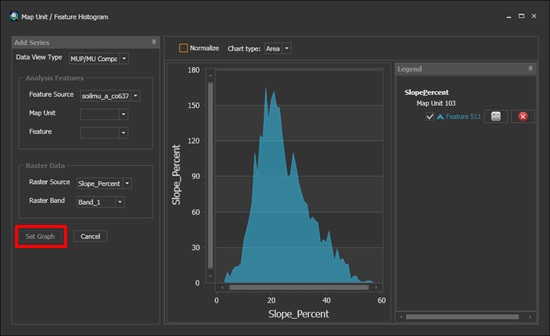 Map Unit / Feature Histogram
Add Series
Data View Type MUP/MU Compa
Analysis Features
Feature Source soilmu_a_co637
Map Unit
Feature
Raster Data
Raster Source Slope_Percent
Raster Band Band_1
Set Graph Cancel
Normalize Chart type: Area
Slope_Percent
180
150
120
90
60
30
0
0 20 40 60
Slope_Percent
Legend
SlopePercent
Map Unit 103
Feature 511